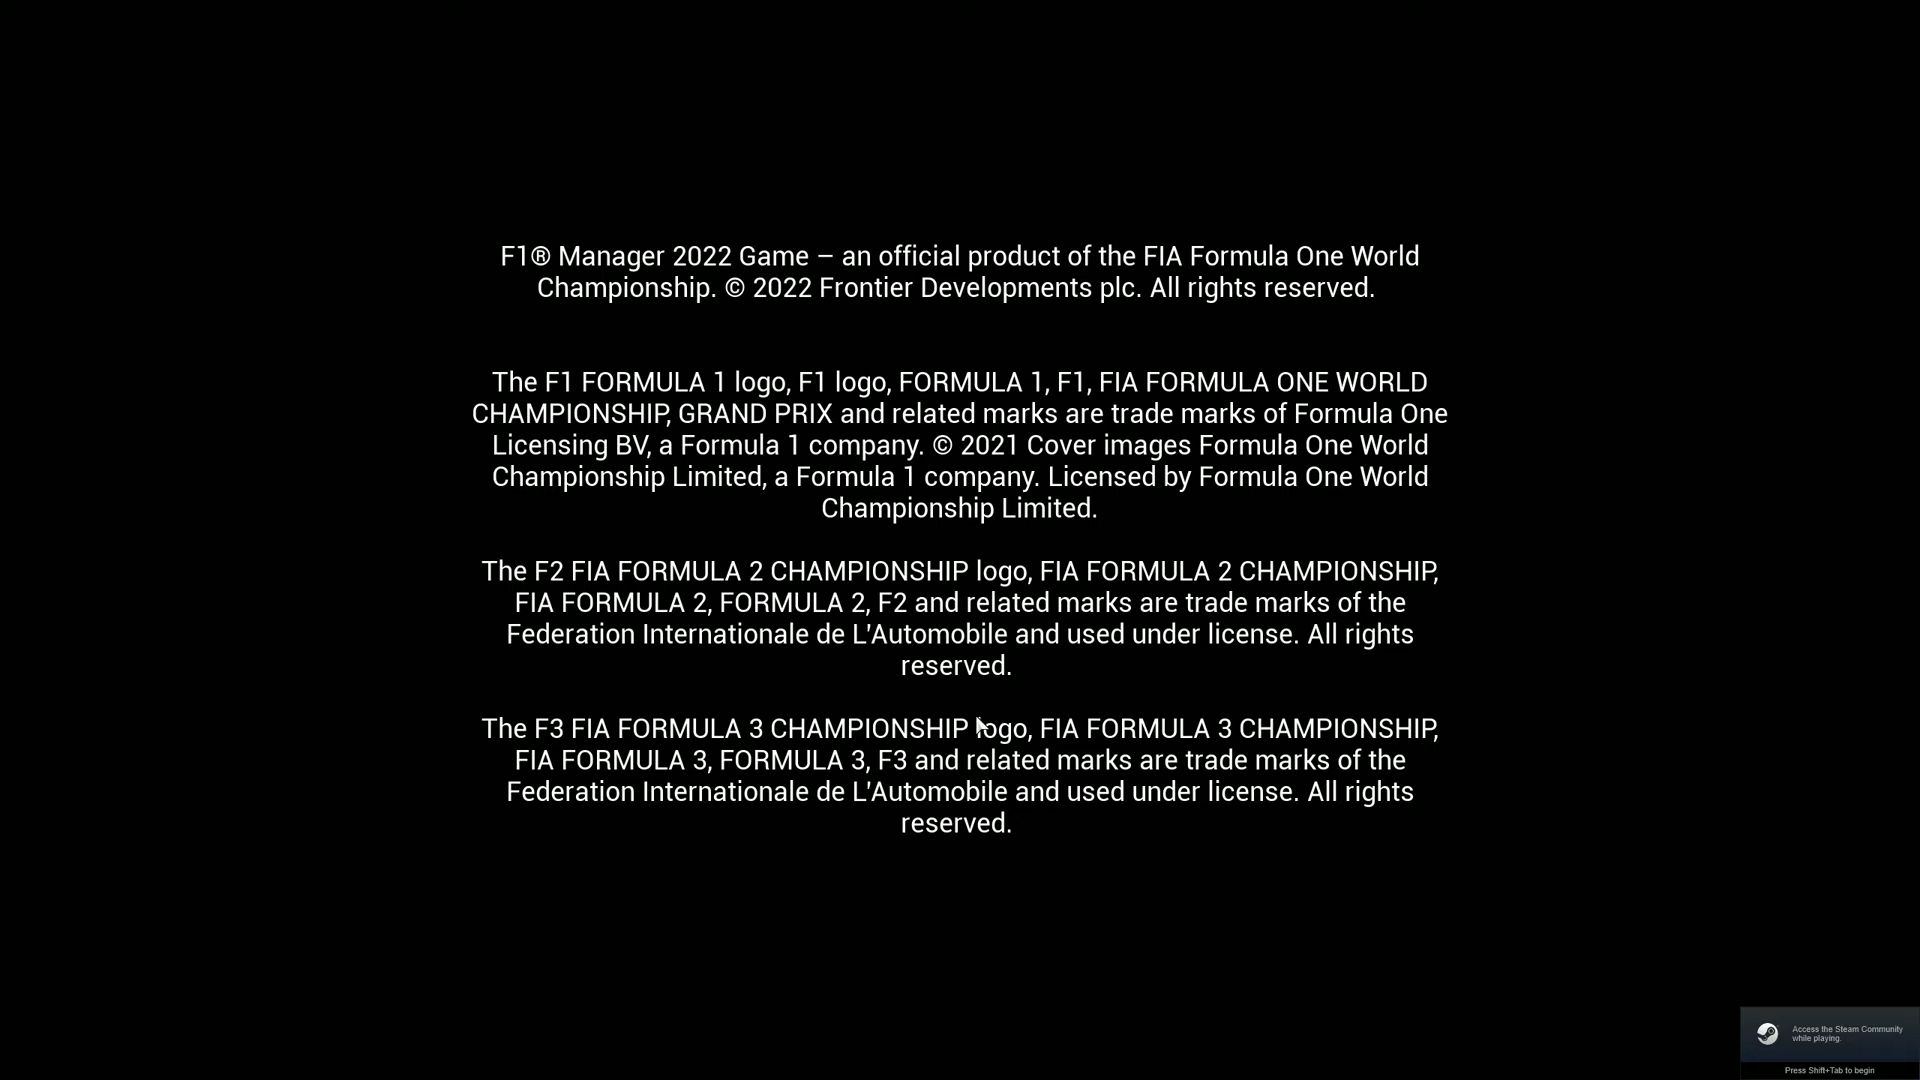 F1® Manager 2022 Game – an official product of the FIA Formula One World
Championship. © 2022 Frontier Developments plc. All rights reserved.
The F1 FORMULA 1 logo, F1 logo, FORMULA 1, F1, FIA FORMULA ONE WORLD
CHAMPIONSHIP, GRAND PRIX and related marks are trade marks of Formula One
Licensing BV, a Formula 1 company. © 2021 Cover images Formula One World
Championship Limited, a Formula 1 company. Licensed by Formula One World
Championship Limited.
The F2 FIA FORMULA 2 CHAMPIONSHIP logo, FIA FORMULA 2 CHAMPIONSHIP,
FIA FORMULA 2, FORMULA 2, F2 and related marks are trade marks of the
Federation Internationale de L'Automobile and used under license. All rights
reserved.
The F3 FIA FORMULA 3 CHAMPIONSHIP logo, FIA FORMULA 3 CHAMPIONSHIP,
FIA FORMULA 3, FORMULA 3, F3 and related marks are trade marks of the
Federation Internationale de L'Automobile and used under license. All rights
reserved.
Access the Steam Community
while playing.
Press Shift+Tab to begin